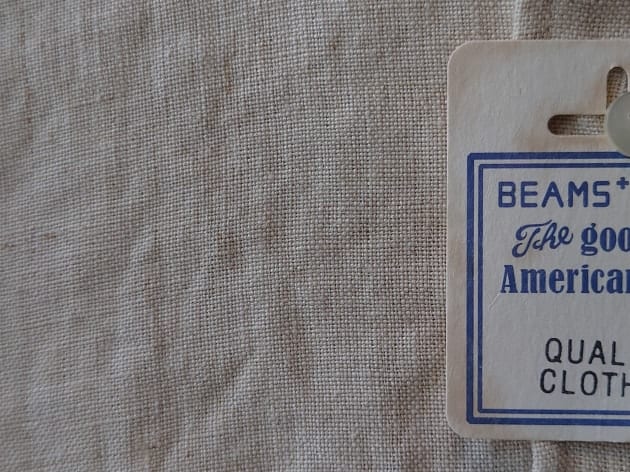 BEAMS+
The goo
American
QUAL
CLOTH